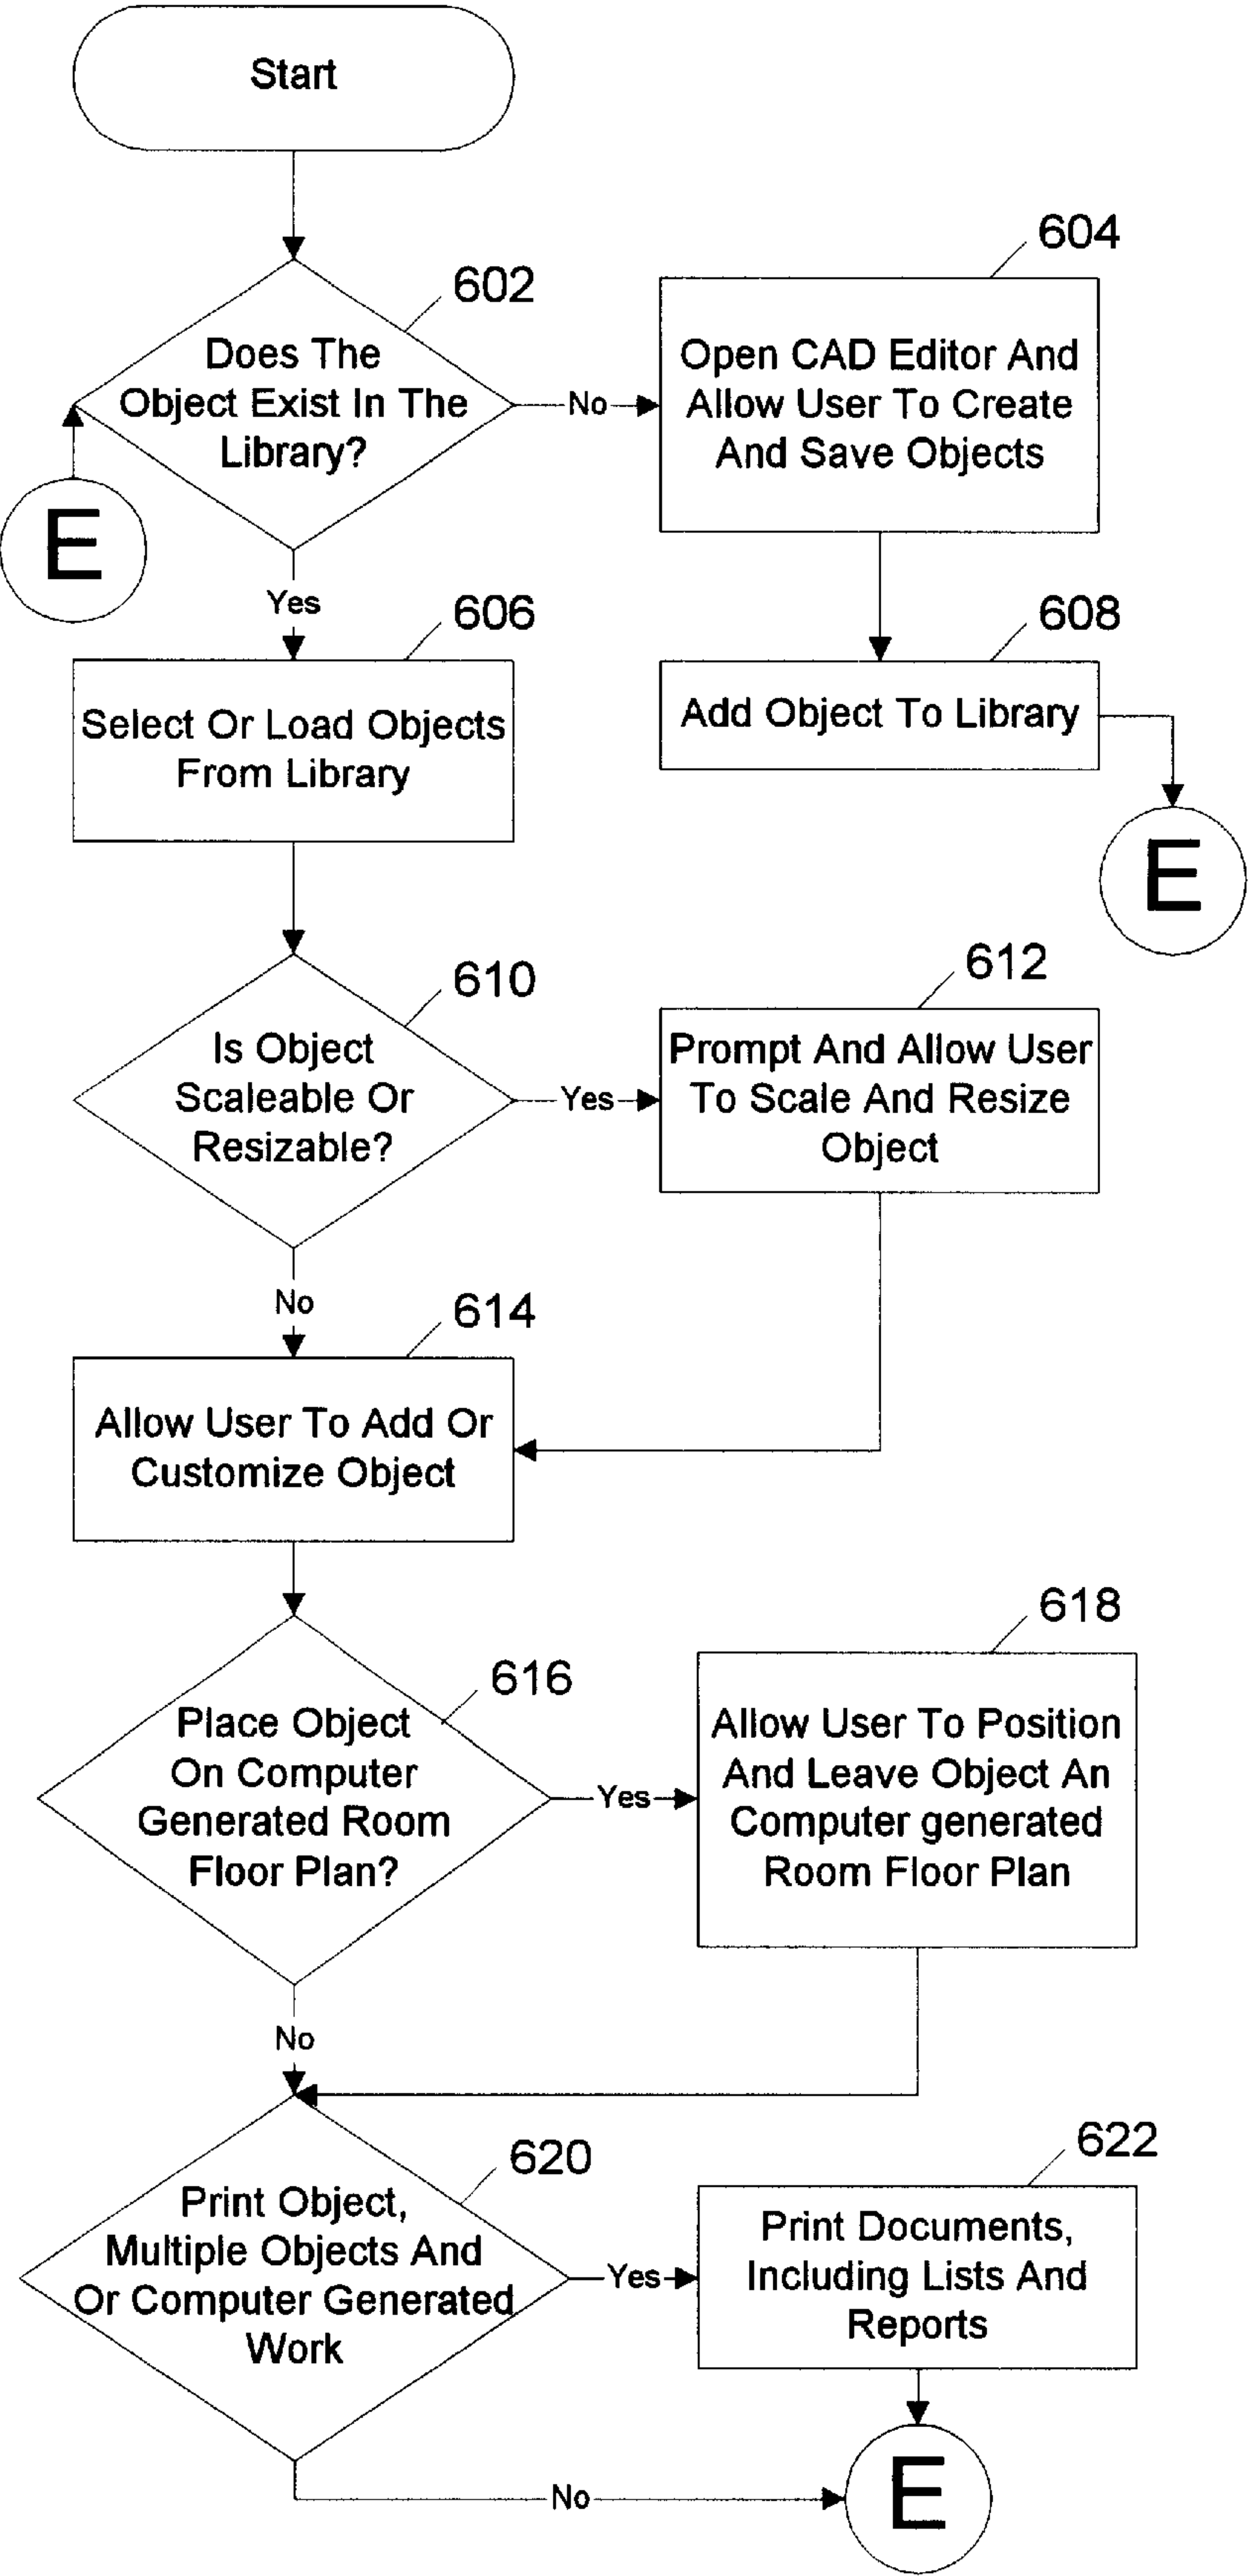 Start
602
Does The
Object Exist In The
Library?
No
604
Open CAD Editor And
Allow User To Create
And Save Objects
E
Yes
606
Select Or Load Objects
From Library
608
Add Object To Library
E
610
Is Object
Scaleable Or
Resizable?
Yes
612
Prompt And Allow User
To Scale And Resize
Object
No
614
Allow User To Add Or
Customize Object
616
Place Object
On Computer
Generated Room
Floor Plan?
Yes
618
Allow User To Position
And Leave Object An
Computer generated
Room Floor Plan
No
620
Print Object,
Multiple Objects And
Or Computer Generated
Work
Yes
622
Print Documents,
Including Lists And
Reports
No
E